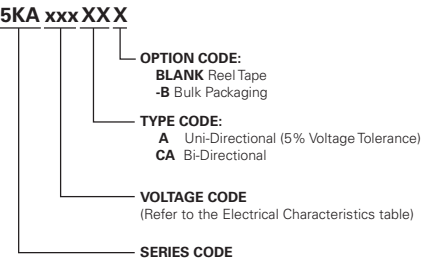 5KA xxx XX X
OPTION CODE:
BLANK Reel Tape
-B Bulk Packaging
TYPE CODE:
A Uni-Directional (5% Voltage Tolerance)
CA Bi-Directional
VOLTAGE CODE
(Refer to the Electrical Characteristics table)
SERIES CODE